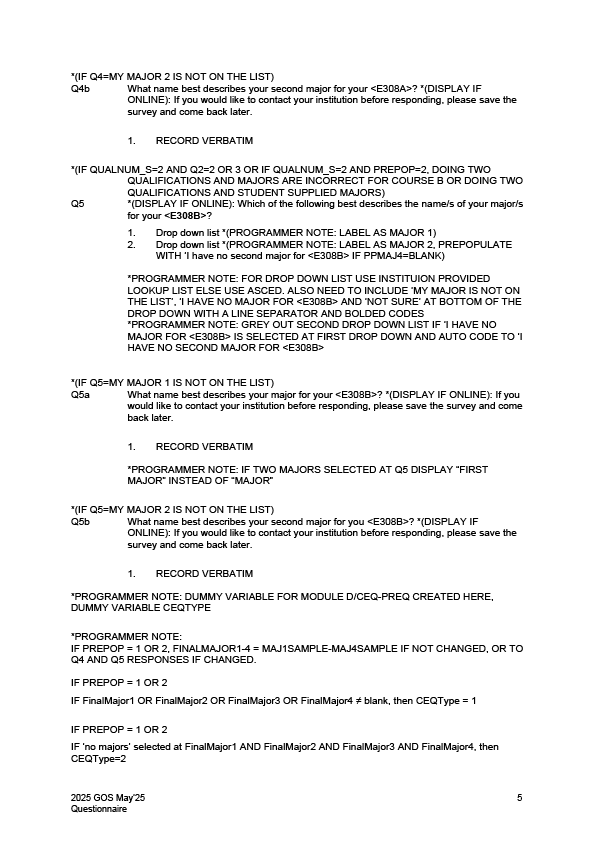 *(IF Q4=MY MAJOR 2 IS NOT ON THE LIST)
Q4b What name best describes your second major for your <E308A>? *(DISPLAY IF
ONLINE): If you would like to contact your institution before responding, please save the
survey and come back later.
1. RECORD VERBATIM
*(IF QUALNUM_S=2 AND Q2=2 OR 3 OR IF QUALNUM_S=2 AND PREPOP=2, DOING TWO
QUALIFICATIONS AND MAJORS ARE INCORRECT FOR COURSE B OR DOING TWO
QUALIFICATIONS AND STUDENT SUPPLIED MAJORS)
Q5 *(DISPLAY IF ONLINE): Which of the following best describes the name/s of your major/s
for your <E308B>?
1. Drop down list *(PROGRAMMER NOTE: LABEL AS MAJOR 1)
2. Drop down list *(PROGRAMMER NOTE: LABEL AS MAJOR 2, PREPOPULATE
WITH 'I have no second major for <E308B> IF PPMAJ4=BLANK)
*PROGRAMMER NOTE: FOR DROP DOWN LIST USE INSTITUION PROVIDED
LOOKUP LIST ELSE USE ASCED. ALSO NEED TO INCLUDE 'MY MAJOR IS NOT ON
THE LIST', 'I HAVE NO MAJOR FOR <E308B> AND 'NOT SURE' AT BOTTOM OF THE
DROP DOWN WITH A LINE SEPARATOR AND BOLDED CODES
*PROGRAMMER NOTE: GREY OUT SECOND DROP DOWN LIST IF 'I HAVE NO
MAJOR FOR <E308B> IS SELECTED AT FIRST DROP DOWN AND AUTO CODE TO 'I
HAVE NO SECOND MAJOR FOR <E308B>
*(IF Q5=MY MAJOR 1 IS NOT ON THE LIST)
Q5a What name best describes your major for your <E308B>? *(DISPLAY IF ONLINE): If you
would like to contact your institution before responding, please save the survey and come
back later.
1. RECORD VERBATIM
*PROGRAMMER NOTE: IF TWO MAJORS SELECTED AT Q5 DISPLAY “FIRST
MAJOR” INSTEAD OF “MAJOR”
*(IF Q5=MY MAJOR 2 IS NOT ON THE LIST)
Q5b What name best describes your second major for you <E308B>? *(DISPLAY IF
ONLINE): If you would like to contact your institution before responding, please save the
survey and come back later.
1. RECORD VERBATIM
*PROGRAMMER NOTE: DUMMY VARIABLE FOR MODULE D/CEQ-PREQ CREATED HERE,
DUMMY VARIABLE CEQTYPE
*PROGRAMMER NOTE:
IF PREPOP = 1 OR 2, FINALMAJOR1-4 = MAJ1SAMPLE-MAJ4SAMPLE IF NOT CHANGED, OR TO
Q4 AND Q5 RESPONSES IF CHANGED.
IF PREPOP = 1 OR 2
IF FinalMajor1 OR FinalMajor2 OR FinalMajor3 OR FinalMajor4 ≠ blank, then CEQType = 1
IF PREPOP = 1 OR 2
IF 'no majors' selected at FinalMajor1 AND FinalMajor2 AND FinalMajor3 AND FinalMajor4, then
CEQType=2
2025 GOS May'25 5
Questionnaire